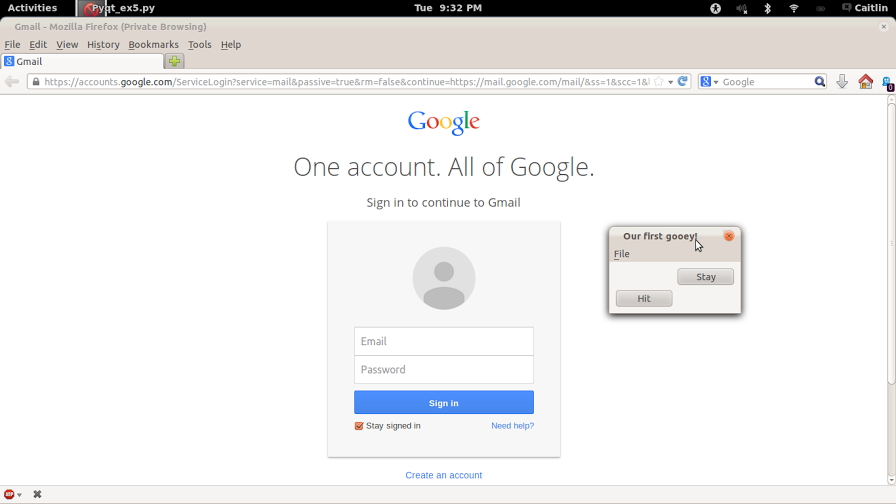 Activities Pyqt_ex5.py Tue 9:32 PM Caitlin
Gmail - Mozilla Firefox (Private Browsing)
File Edit View History Bookmarks Tools Help
Gmail
https://accounts.google.com/ServiceLogin?service=mail&passive=true&rm=false&continue=https://mail.google.com/mail/&ss=1&scc=1& Google
0
Google
One account. All of Google.
Sign in to continue to Gmail
Email
Password
Sign in
Stay signed in Need help?
Create an account
Our first gooey!
File
Stay
Hit
ABP